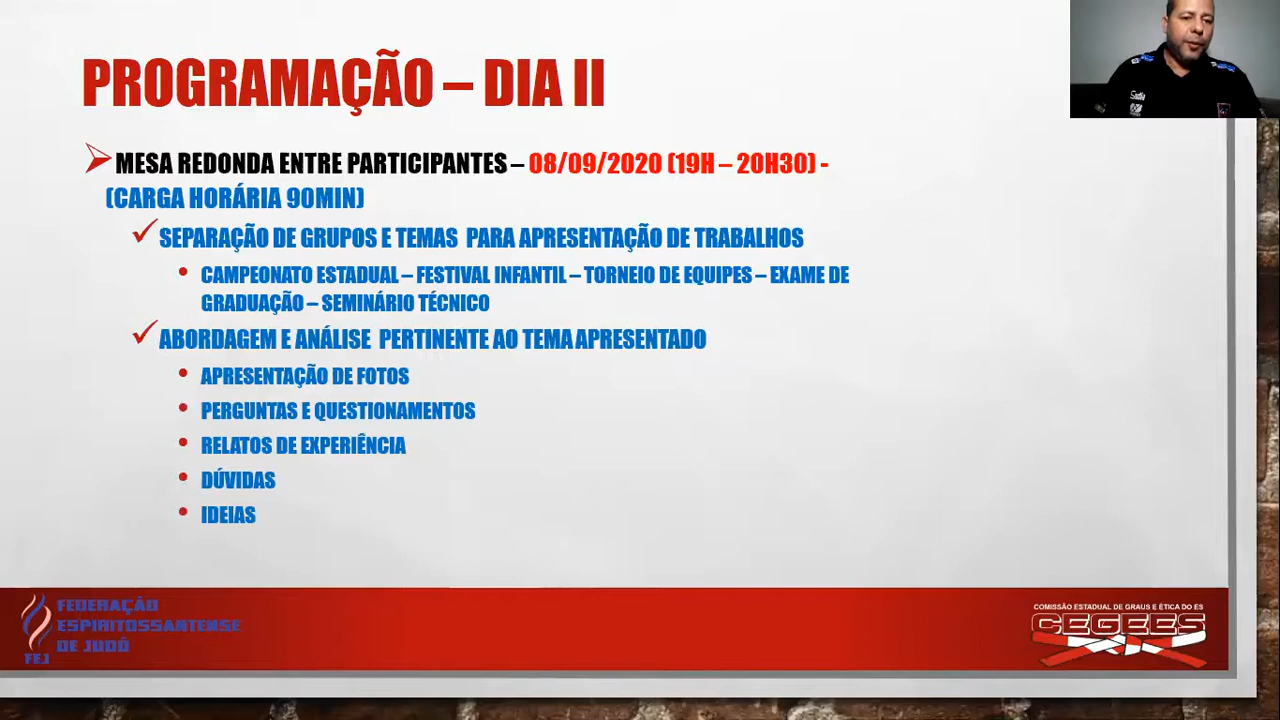 PROGRAMAÇÃO – DIA II
MESA REDONDA ENTRE PARTICIPANTES – 08/09/2020 (19H – 20H30) -
(CARGA HORÁRIA 90MIN)
SEPARAÇÃO DE GRUPOS E TEMAS PARA APRESENTAÇÃO DE TRABALHOS
CAMPEONATO ESTADUAL – FESTIVAL INFANTIL – TORNEIO DE EQUIPES – EXAME DE
GRADUAÇÃO – SEMINÁRIO TÉCNICO
ABORDAGEM E ANÁLISE PERTINENTE AO TEMA APRESENTADO
APRESENTAÇÃO DE FOTOS
PERGUNTAS E QUESTIONAMENTOS
RELATOS DE EXPERIÊNCIA
DÚVIDAS
IDEIAS
FEDERAÇÃO
ESPIRITOSSANTENSE
DE JUDÔ
FEJ
COMISSÃO ESTADUAL DE GRAUS E ÉTICA DO ES
CEGEES